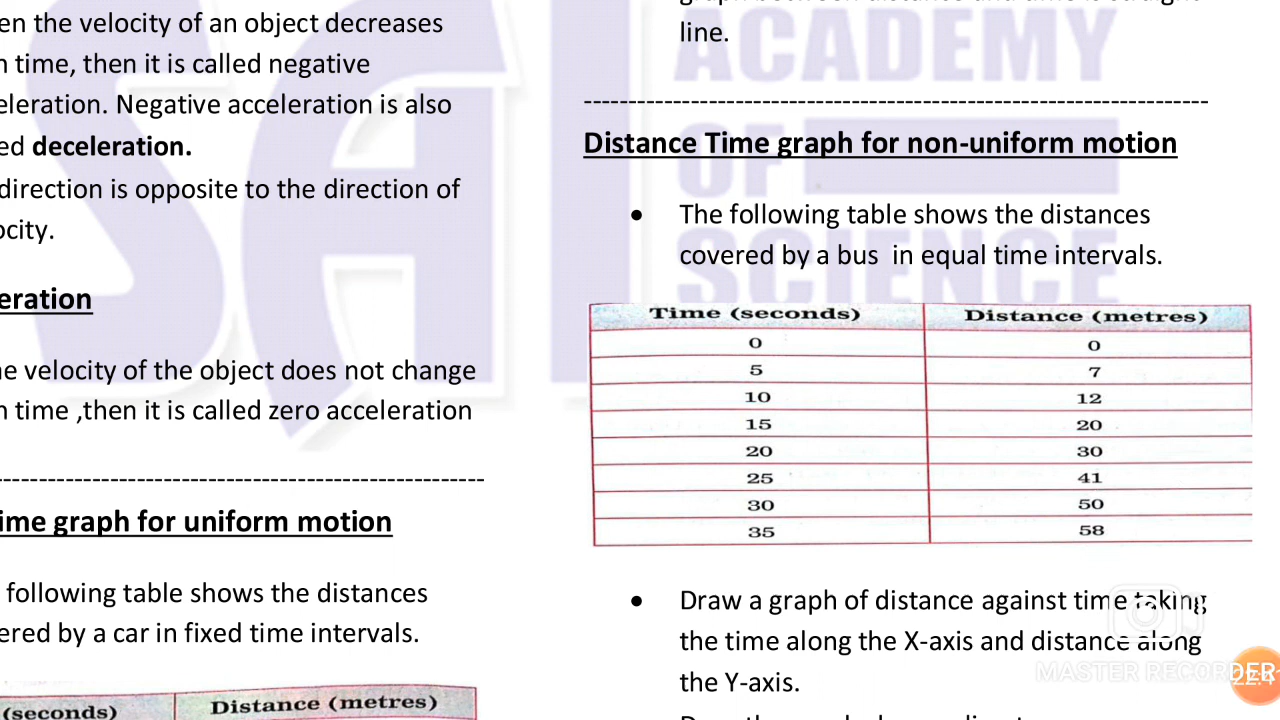 en the velocity of an object decreases
n time, then it is called negative
eleration. Negative acceleration is also
ed deceleration.
direction is opposite to the direction of
ocity.
eration
e velocity of the object does not change
n time ,then it is called zero acceleration
--------------------------------------------------------
ime graph for uniform motion
following table shows the distances
ered by a car in fixed time intervals.
(seconds) Distance (metres)
line.
------------------------------------------------------------------------
Distance Time graph for non-uniform motion
• The following table shows the distances
covered by a bus in equal time intervals.
Time (seconds) Distance (metres)
0 0
5 7
10 12
15 20
20 30
25 41
30 50
35 58
• Draw a graph of distance against time taking
the time along the X-axis and distance along
the Y-axis.
SAI
ACADEMY
OF
SCIENCE
MASTER RECORDER